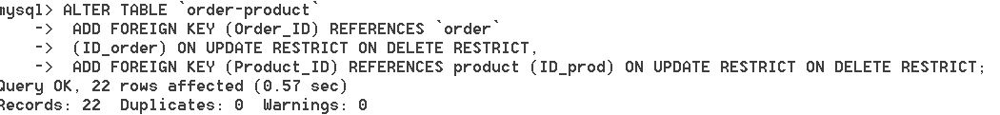 mysql> ALTER TABLE `order-product`
    -> ADD FOREIGN KEY (Order_ID) REFERENCES `order`
    -> (ID_order) ON UPDATE RESTRICT ON DELETE RESTRICT,
    -> ADD FOREIGN KEY (Product_ID) REFERENCES product (ID_prod) ON UPDATE RESTRICT ON DELETE RESTRICT;
Query OK, 22 rows affected (0.57 sec)
Records: 22  Duplicates: 0  Warnings: 0